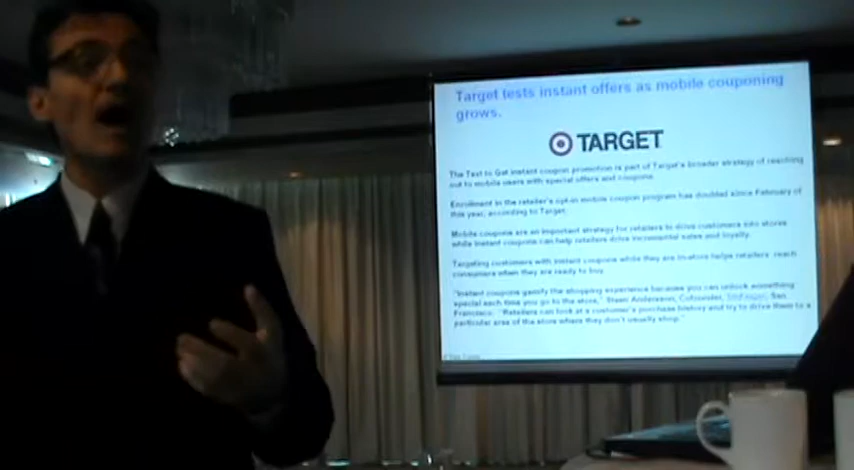 Target tests instant offers as mobile couponing
grows.
TARGET
The Text to Get instant coupon promotion is part of Target's broader strategy of reaching
out to mobile users with special offers and coupons.
Enrollment in the retailer's opt-in mobile coupon program has doubled since February of
this year, according to Target.
Mobile coupons are an important strategy for retailers to drive customers into stores
while instant coupons can help retailers drive incremental sales and loyalty.
Targeting customers with instant coupons while they are in-store helps retailers reach
consumers when they are ready to buy.
"Instant coupons gamify the shopping experience because you can unlock something
special each time you go to the store," Steen Andersson, Cofounder, San
Francisco. "Retailers can look at a customer's purchase history and try to drive them to a
particular area of the store where they don't usually shop."